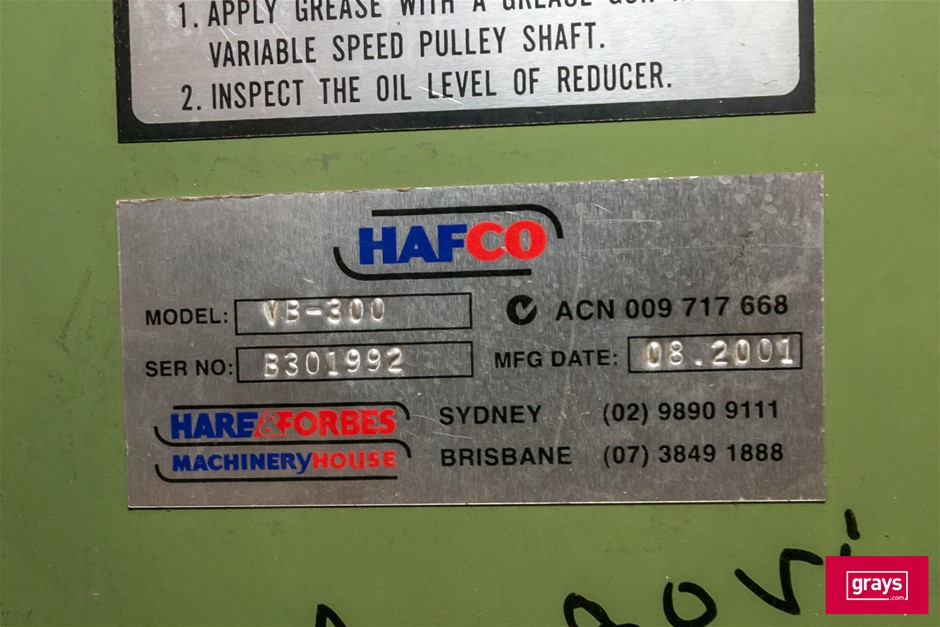 1. APPLY GREASE WITH A GREASE
VARIABLE SPEED PULLEY SHAFT.
2. INSPECT THE OIL LEVEL OF REDUCER.
HAFCO
MODEL: VB-300
ACN 009 717 668
SER NO: B301992
MFG DATE: 08.2001
HARE&FORBES
MACHINERYHOUSE
SYDNEY (02) 9890 9111
BRISBANE (07) 3849 1888
grays
.com